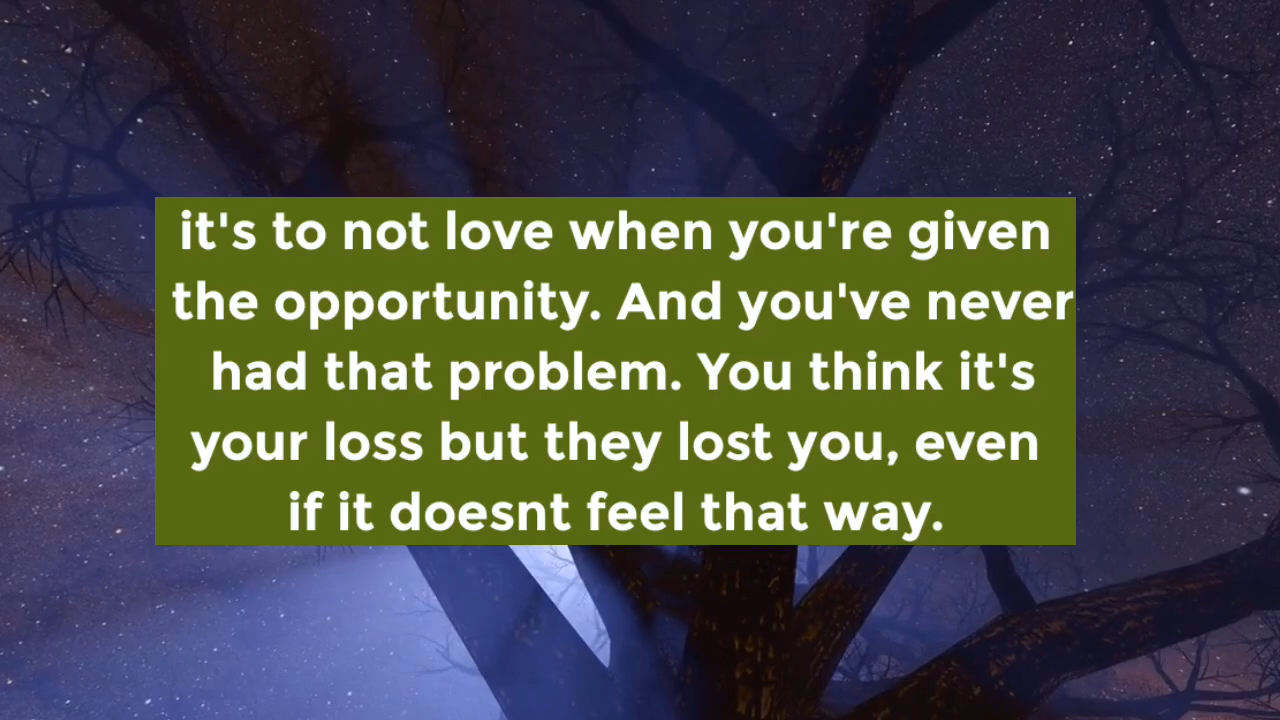 it's to not love when you're given
the opportunity. And you've never
had that problem. You think it's
your loss but they lost you, even
if it doesnt feel that way.